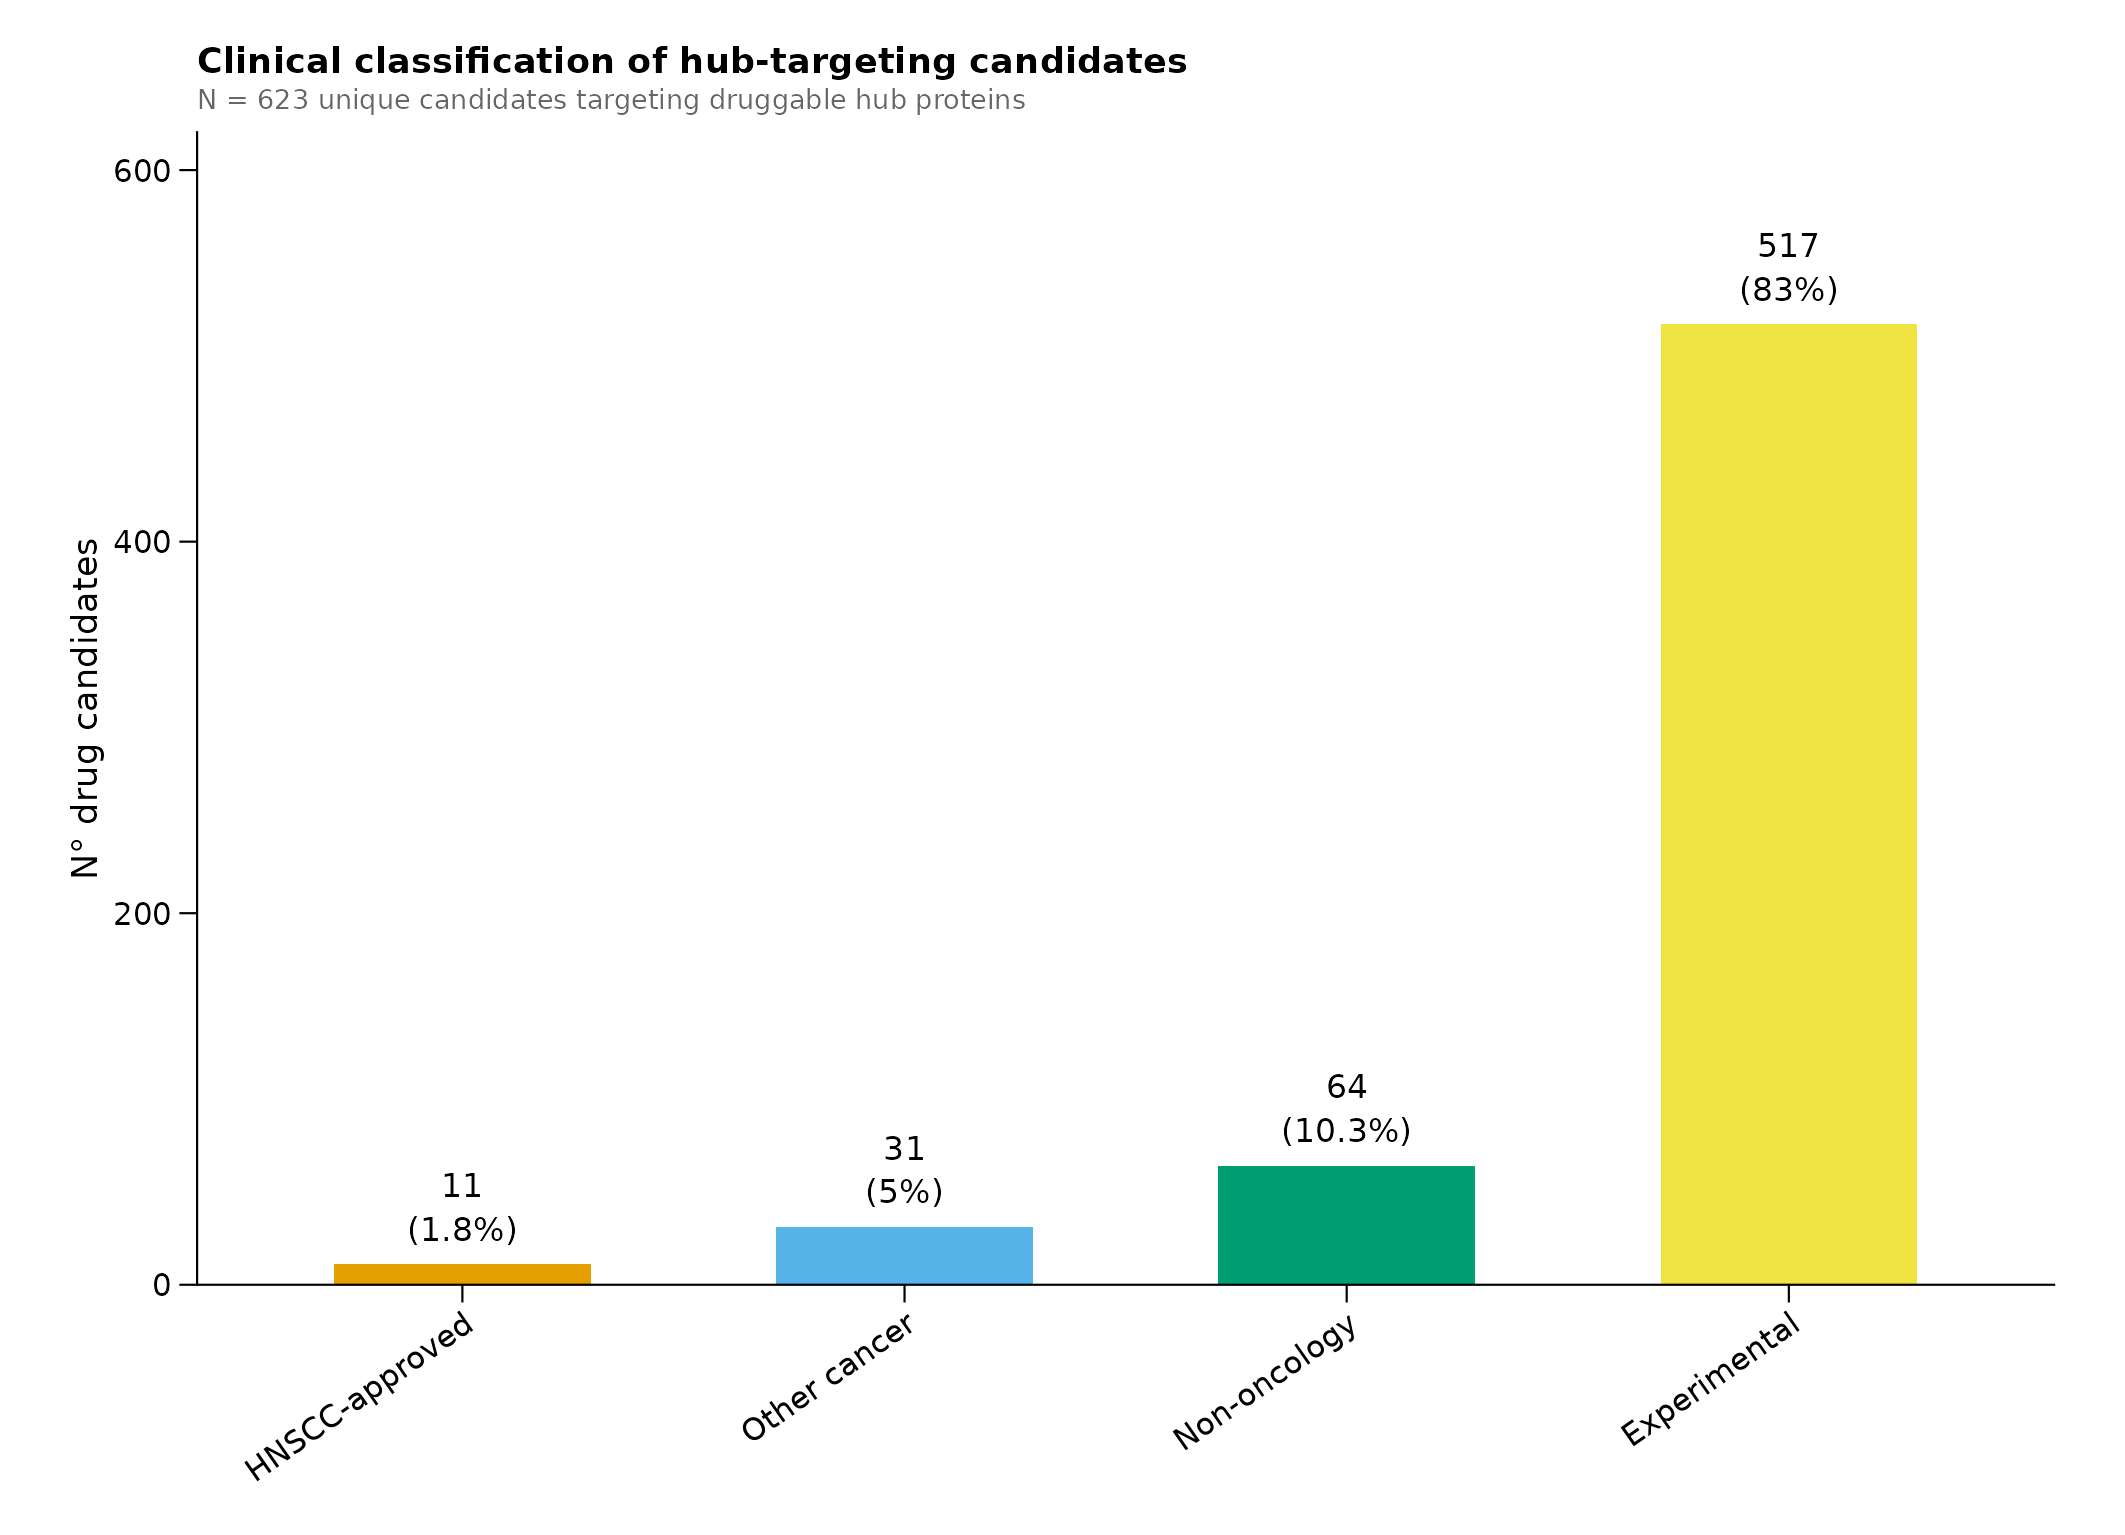 Clinical classification of hub-targeting candidates
N = 623 unique candidates targeting druggable hub proteins
N° drug candidates
600
400
200
0
11
(1.8%)
31
(5%)
64
(10.3%)
517
(83%)
HNSCC-approved
Other cancer
Non-oncology
Experimental